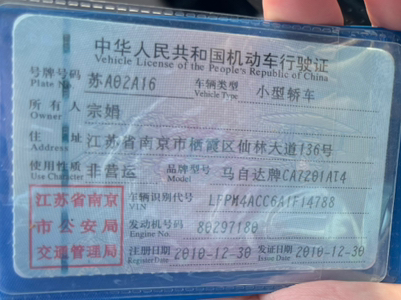 中华人民共和国机动车行驶证
Vehicle License of the People's Republic of China
号牌号码 苏A02A16 车辆类型 小型轿车
Plate No. Vehicle Type
所有人 宗娟
Owner
住址 江苏省南京市栖霞区仙林大道136号
Address
使用性质 非营运 品牌型号 马自达牌CA7201AT4
Use Character Model
江苏省南京市公安局交通管理局
车辆识别代号 LFPM4ACC6A1F14788
VIN
发动机号码 80297180
Engine No.
注册日期 2010-12-30 发证日期 2010-12-30
Register Date Issue Date